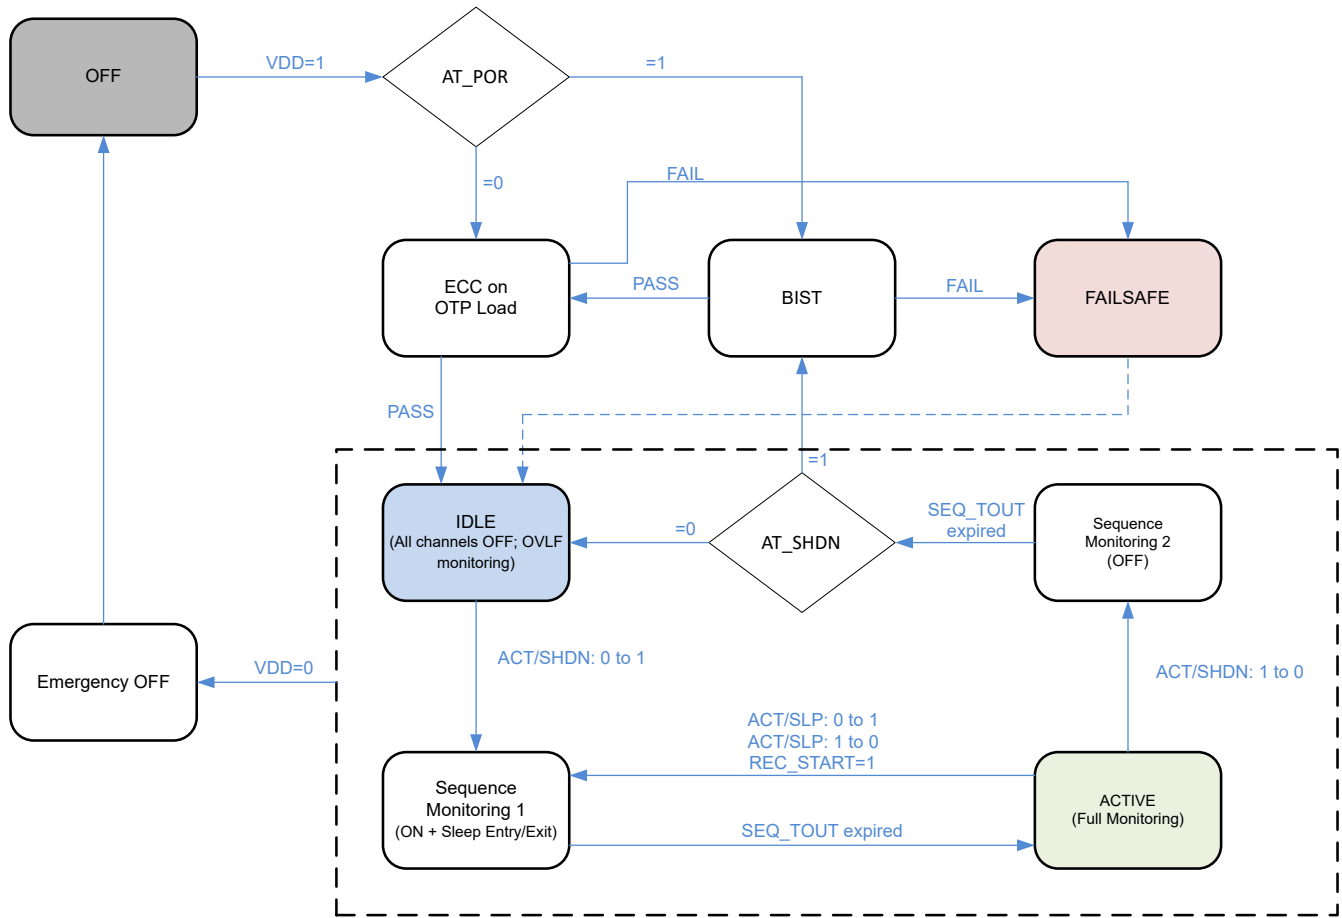 OFF
VDD=1
AT_POR
=1
=0
FAIL
ECC on
OTP Load
PASS
BIST
FAIL
FAILSAFE
PASS
=1
IDLE
(All channels OFF; OVLF
monitoring)
=0
AT_SHDN
SEQ_TOUT
expired
Sequence
Monitoring 2
(OFF)
Emergency OFF
VDD=0
ACT/SHDN: 0 to 1
ACT/SHDN: 1 to 0
ACT/SLP: 0 to 1
ACT/SLP: 1 to 0
REC_START=1
Sequence
Monitoring 1
(ON + Sleep Entry/Exit)
SEQ_TOUT expired
ACTIVE
(Full Monitoring)